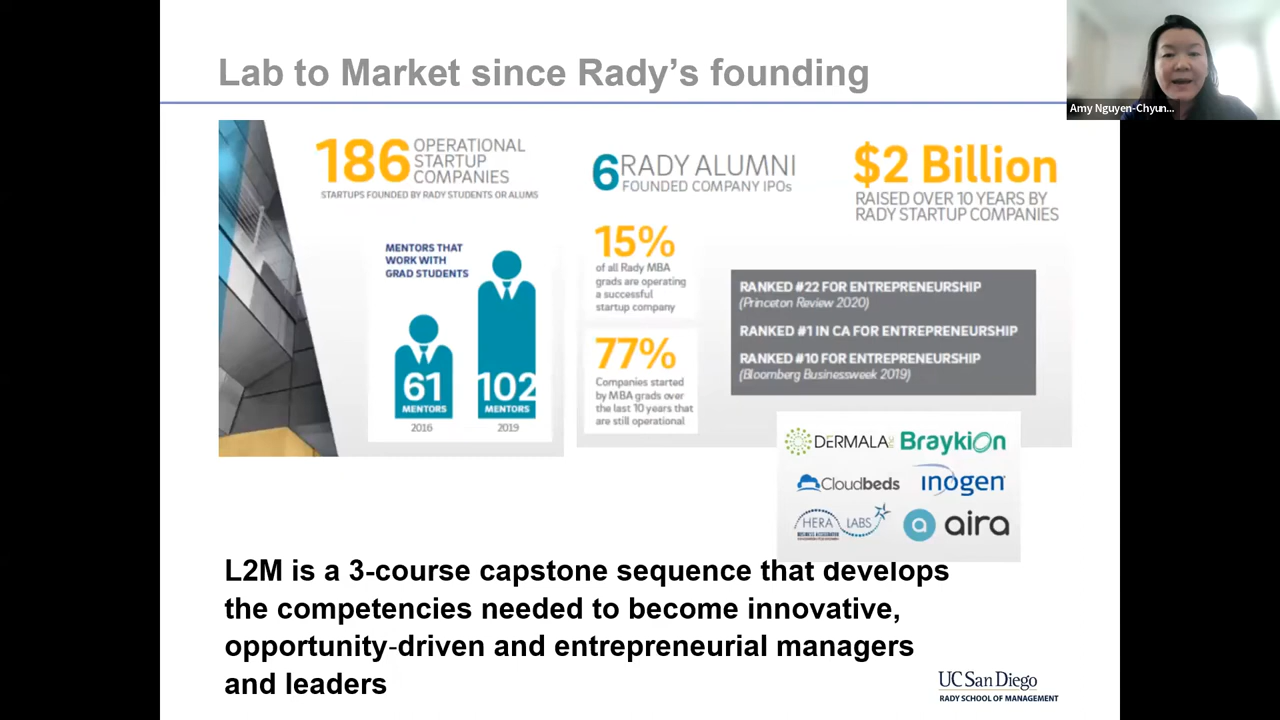 Lab to Market since Rady’s founding
Amy Nguyen-Chyun...
186
OPERATIONAL
STARTUP
COMPANIES
STARTUPS FOUNDED BY RADY STUDENTS OR ALUMS
MENTORS THAT
WORK WITH
GRAD STUDENTS
61
MENTORS
2016
102
MENTORS
2019
6
RADY ALUMNI
FOUNDED COMPANY IPOs
15%
of all Rady MBA
grads are operating
a successful
startup company
77%
Companies started
by MBA grads over
the last 10 years that
are still operational
$2 Billion
RAISED OVER 10 YEARS BY
RADY STARTUP COMPANIES
RANKED #22 FOR ENTREPRENEURSHIP
(Princeton Review 2020)
RANKED #1 IN CA FOR ENTREPRENEURSHIP
RANKED #10 FOR ENTREPRENEURSHIP
(Bloomberg Businessweek 2019)
DERMALA Braykion
Cloudbeds inogen
HERA LABS aira
L2M is a 3-course capstone sequence that develops
the competencies needed to become innovative,
opportunity-driven and entrepreneurial managers
and leaders
UC San Diego
RADY SCHOOL OF MANAGEMENT